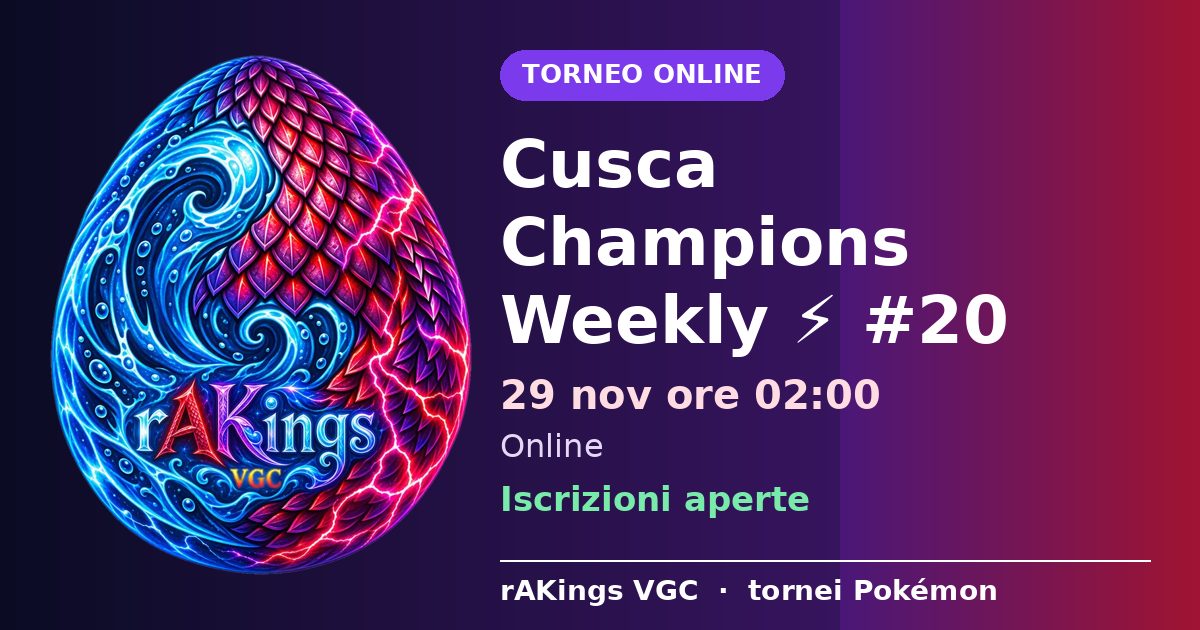 TORNEO ONLINE
Cusca
Champions
Weekly ⚡ #20
29 nov ore 02:00
Online
Iscrizioni aperte
rAKings VGC · tornei Pokémon
rAKings
VGC